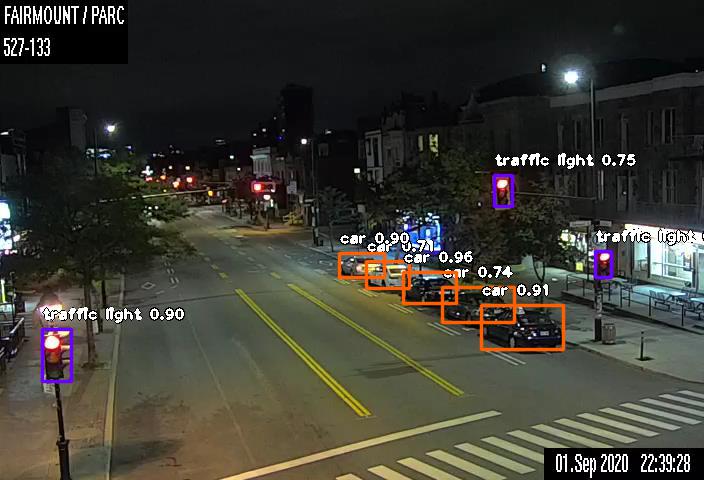 FAIRMOUNT / PARC
527-133
traffic light 0.75
car 0.90
car 0.71
traffic light
car 0.96
car 0.74
car 0.91
traffic light 0.90
01.Sep 2020 22:39:28